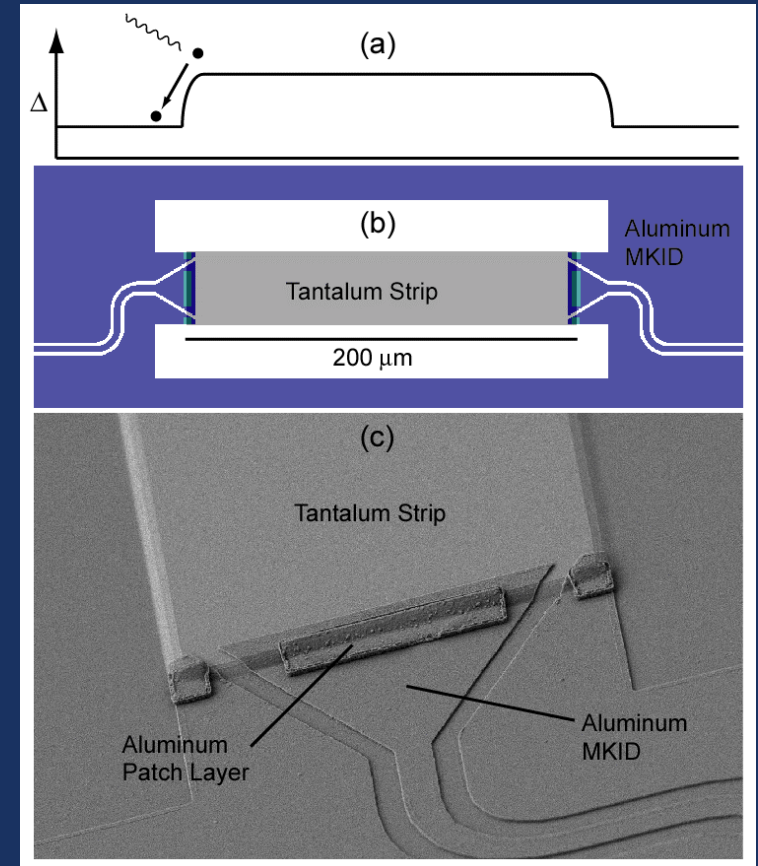 (a)
Δ
(b)
Aluminum
MKID
Tantalum Strip
200 μm
(c)
Tantalum Strip
Aluminum
MKID
Aluminum
Patch Layer